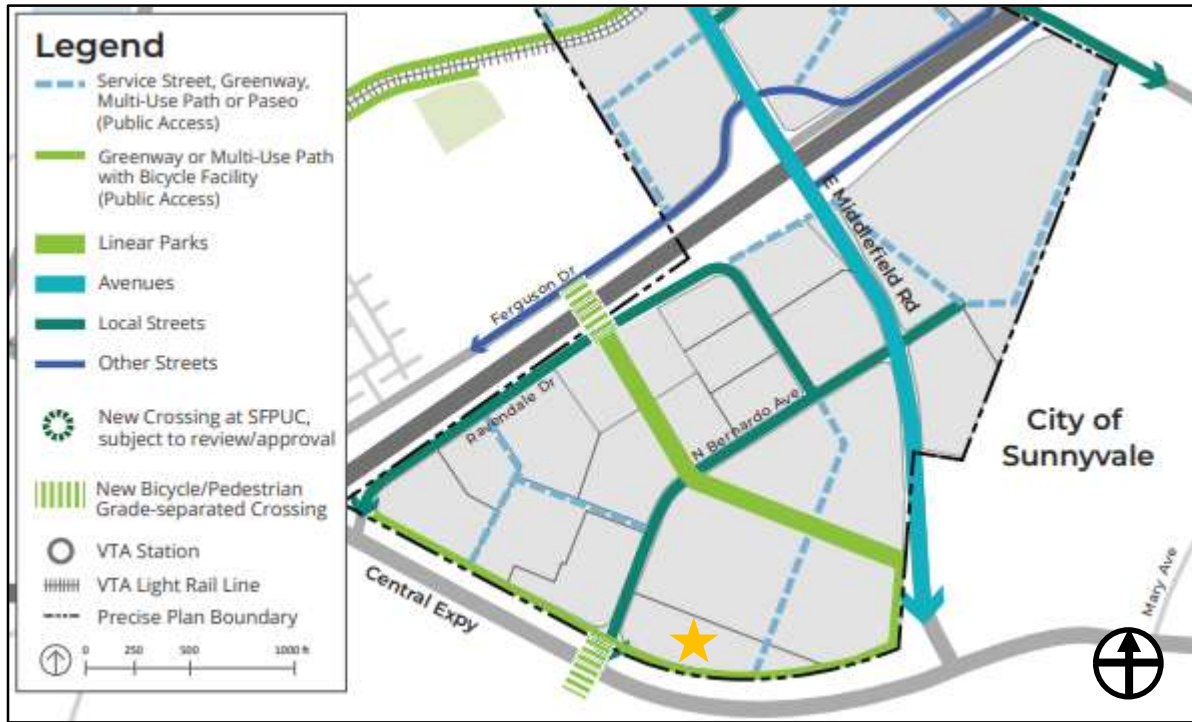 Legend
Service Street, Greenway,
Multi-Use Path or Paseo
(Public Access)
Greenway or Multi-Use Path
with Bicycle Facility
(Public Access)
Linear Parks
Avenues
Local Streets
Other Streets
New Crossing at SFPUC,
subject to review/approval
New Bicycle/Pedestrian
Grade-separated Crossing
VTA Station
VTA Light Rail Line
Precise Plan Boundary
0 250 500 1000 ft
E Middlefield Rd
Ferguson Dr
Ravendale Dr
N Bernardo Ave
City of
Sunnyvale
Central Expy
Mary Ave